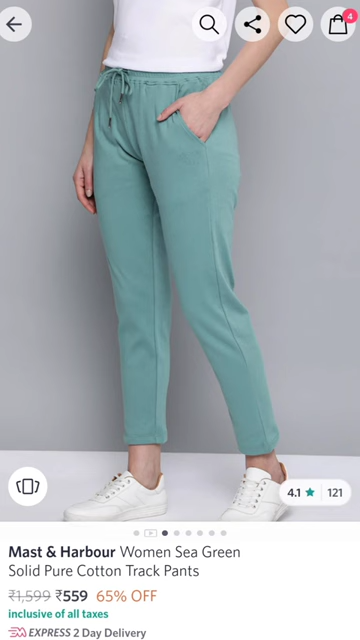 4
4.1 ★ 121
Mast & Harbour Women Sea Green
Solid Pure Cotton Track Pants
₹1,599 ₹559 65% OFF
inclusive of all taxes
EXPRESS 2 Day Delivery